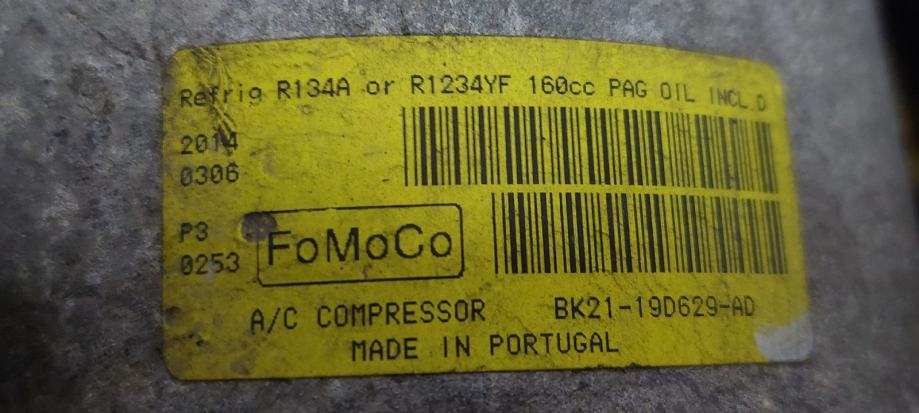 Refrig R134A or R1234YF 160cc PAG OIL INCL D
2014
0306
P3
0253
FoMoCo
A/C COMPRESSOR BK21-19D629-AD
MADE IN PORTUGAL